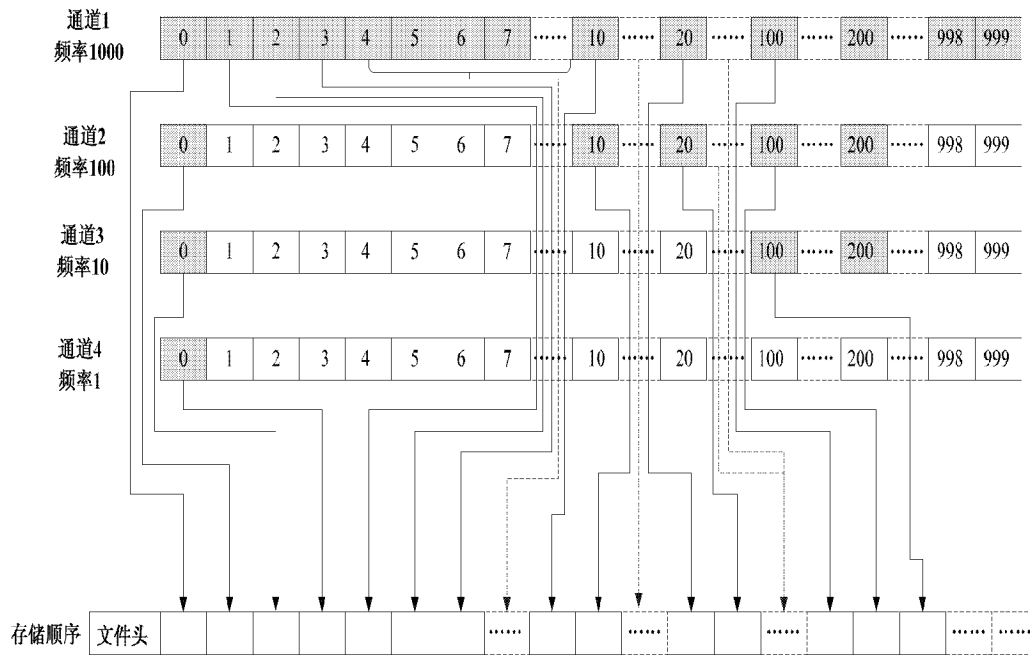 通道1
频率1000
0 1 2 3 4 5 6 7 ...... 10 ...... 20 ...... 100 ...... 200 ...... 998 999
通道2
频率100
0 1 2 3 4 5 6 7 ...... 10 ...... 20 ...... 100 ...... 200 ...... 998 999
通道3
频率10
0 1 2 3 4 5 6 7 ...... 10 ...... 20 ...... 100 ...... 200 ...... 998 999
通道4
频率1
0 1 2 3 4 5 6 7 ...... 10 ...... 20 ...... 100 ...... 200 ...... 998 999
存储顺序 文件头 ...... ...... ...... ...... ......